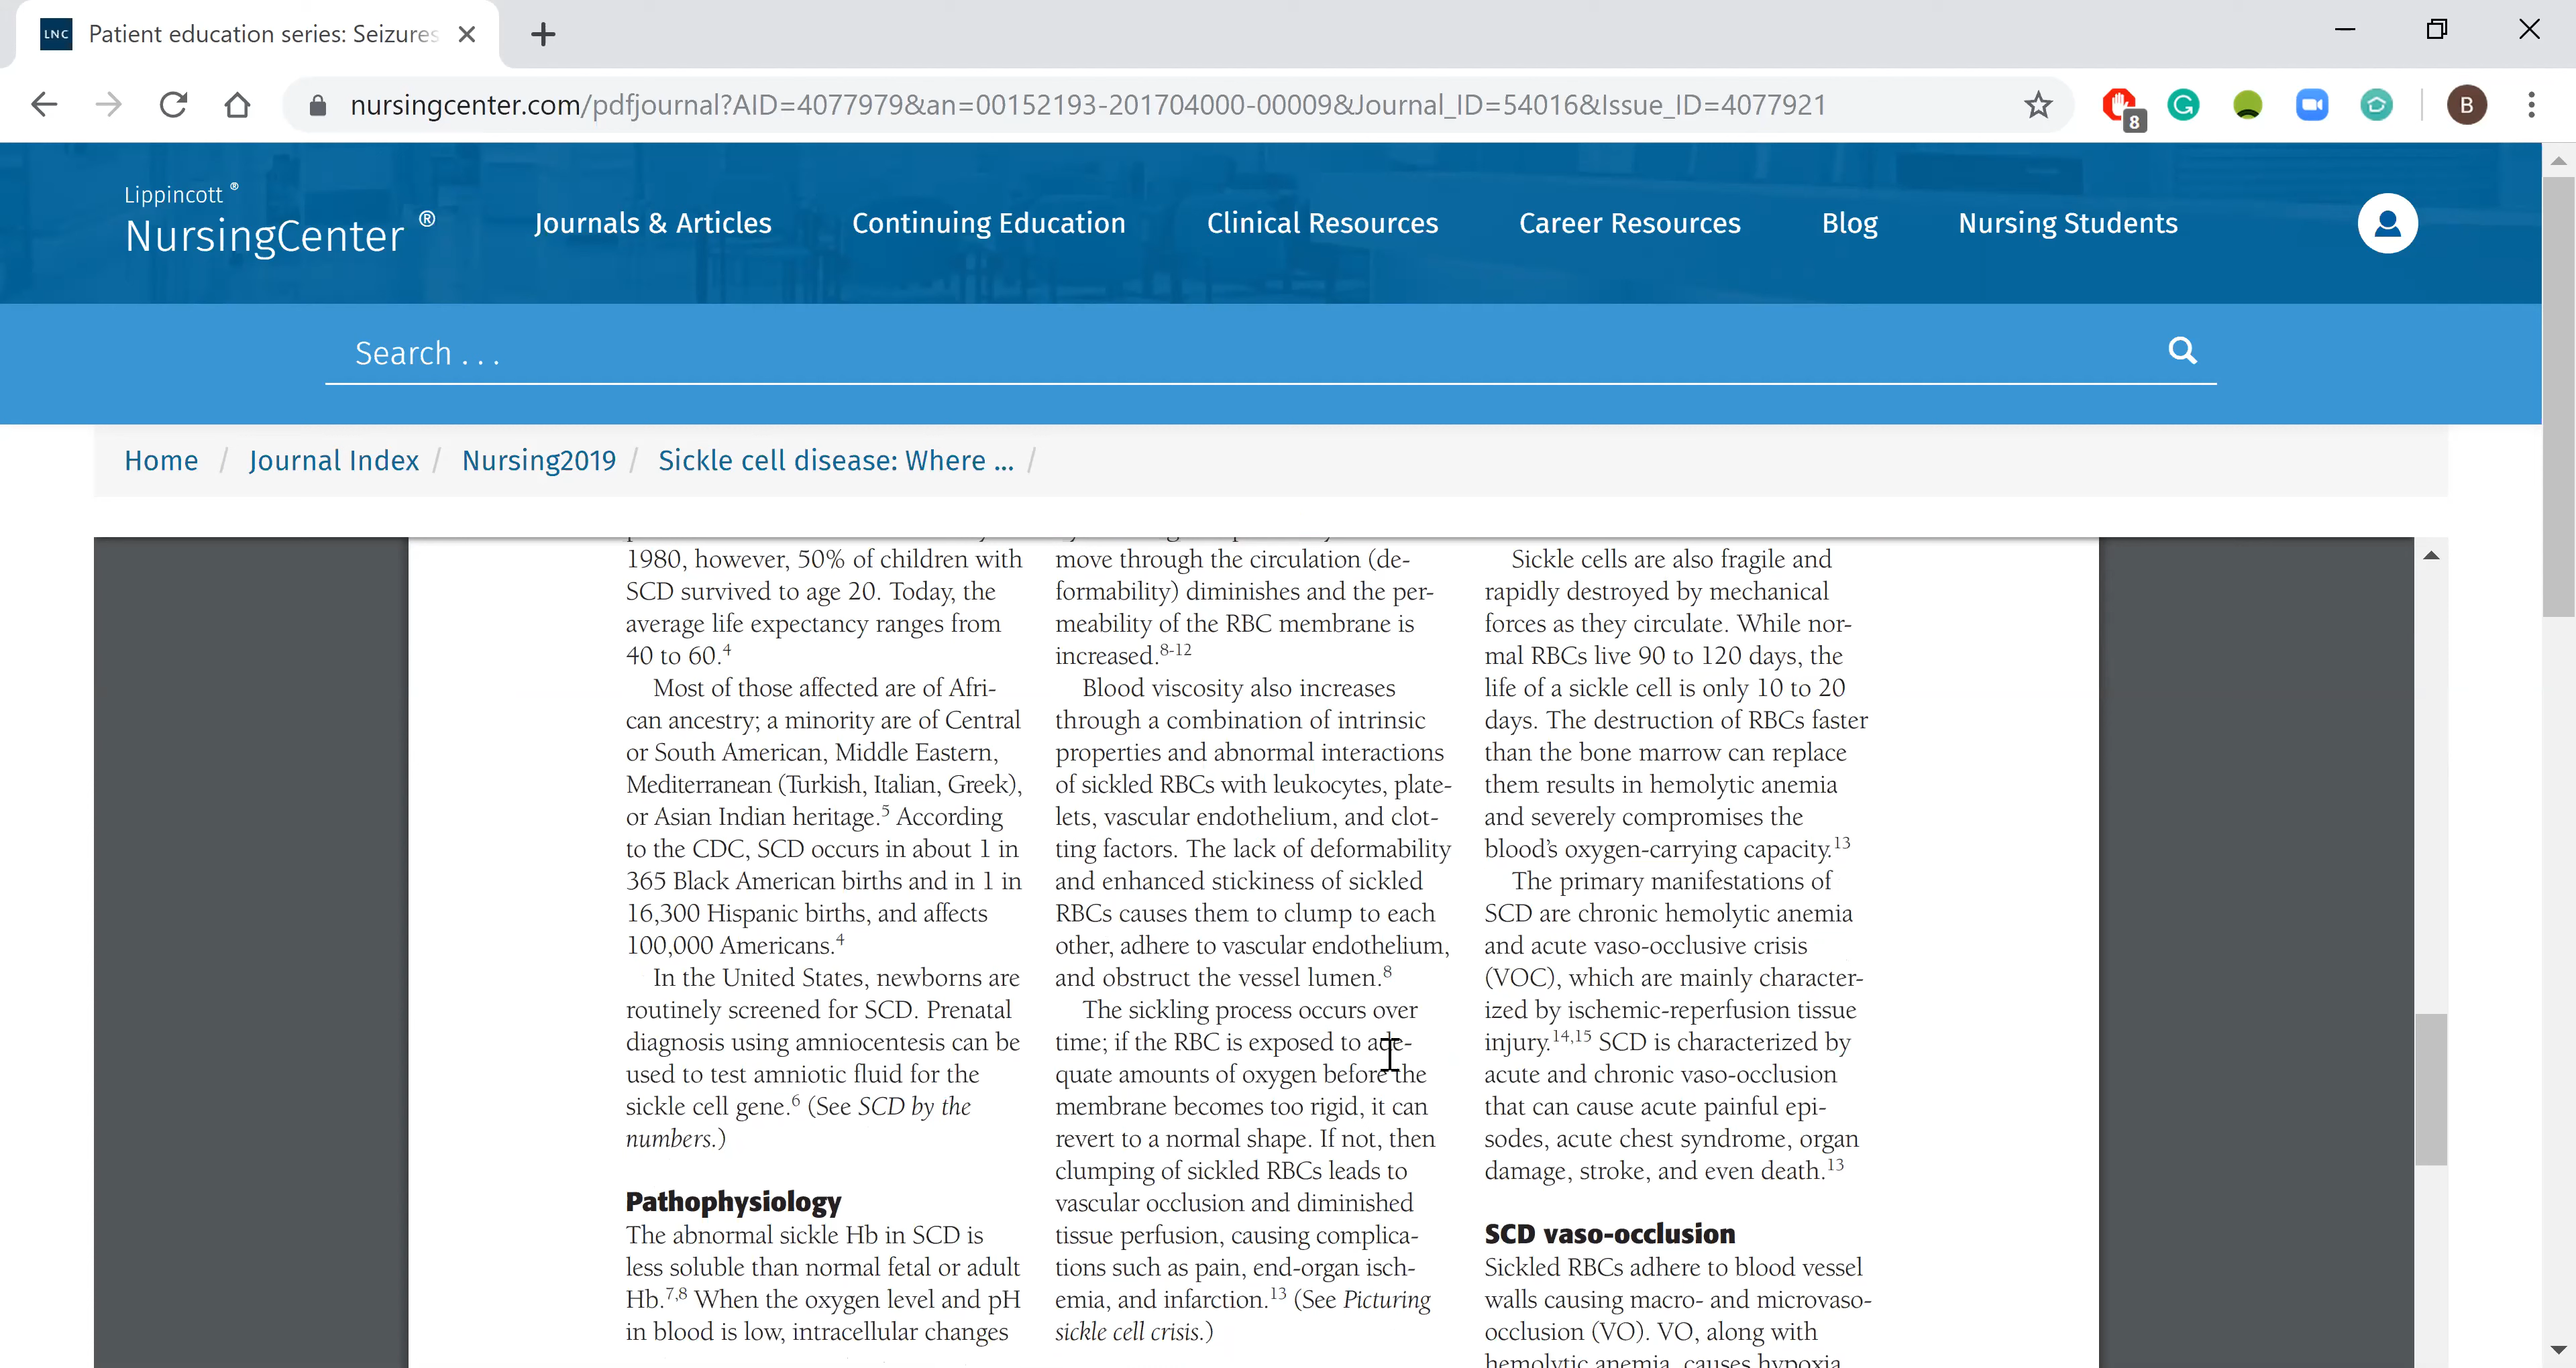 LNC Patient education series: Seizures
nursingcenter.com/pdfjournal?AID=4077979&an=00152193-201704000-00009&Journal_ID=54016&Issue_ID=4077921
8
B
Lippincott ®
NursingCenter ®
Journals & Articles
Continuing Education
Clinical Resources
Career Resources
Blog
Nursing Students
Search ...
Home / Journal Index / Nursing2019 / Sickle cell disease: Where ... /
1980, however, 50% of children with
SCD survived to age 20. Today, the
average life expectancy ranges from
40 to 60.4
Most of those affected are of Afri-
can ancestry; a minority are of Central
or South American, Middle Eastern,
Mediterranean (Turkish, Italian, Greek),
or Asian Indian heritage.5 According
to the CDC, SCD occurs in about 1 in
365 Black American births and in 1 in
16,300 Hispanic births, and affects
100,000 Americans.4
In the United States, newborns are
routinely screened for SCD. Prenatal
diagnosis using amniocentesis can be
used to test amniotic fluid for the
sickle cell gene.6 (See SCD by the
numbers.)
Pathophysiology
The abnormal sickle Hb in SCD is
less soluble than normal fetal or adult
Hb.7,8 When the oxygen level and pH
in blood is low, intracellular changes
move through the circulation (de-
formability) diminishes and the per-
meability of the RBC membrane is
increased.8-12
Blood viscosity also increases
through a combination of intrinsic
properties and abnormal interactions
of sickled RBCs with leukocytes, plate-
lets, vascular endothelium, and clot-
ting factors. The lack of deformability
and enhanced stickiness of sickled
RBCs causes them to clump to each
other, adhere to vascular endothelium,
and obstruct the vessel lumen.8
The sickling process occurs over
time; if the RBC is exposed to ade-
quate amounts of oxygen before the
membrane becomes too rigid, it can
revert to a normal shape. If not, then
clumping of sickled RBCs leads to
vascular occlusion and diminished
tissue perfusion, causing complica-
tions such as pain, end-organ isch-
emia, and infarction.13 (See Picturing
sickle cell crisis.)
Sickle cells are also fragile and
rapidly destroyed by mechanical
forces as they circulate. While nor-
mal RBCs live 90 to 120 days, the
life of a sickle cell is only 10 to 20
days. The destruction of RBCs faster
than the bone marrow can replace
them results in hemolytic anemia
and severely compromises the
blood's oxygen-carrying capacity.13
The primary manifestations of
SCD are chronic hemolytic anemia
and acute vaso-occlusive crisis
(VOC), which are mainly character-
ized by ischemic-reperfusion tissue
injury.14,15 SCD is characterized by
acute and chronic vaso-occlusion
that can cause acute painful epi-
sodes, acute chest syndrome, organ
damage, stroke, and even death.13
SCD vaso-occlusion
Sickled RBCs adhere to blood vessel
walls causing macro- and microvaso-
occlusion (VO). VO, along with
hemolytic anemia, causes hypoxia